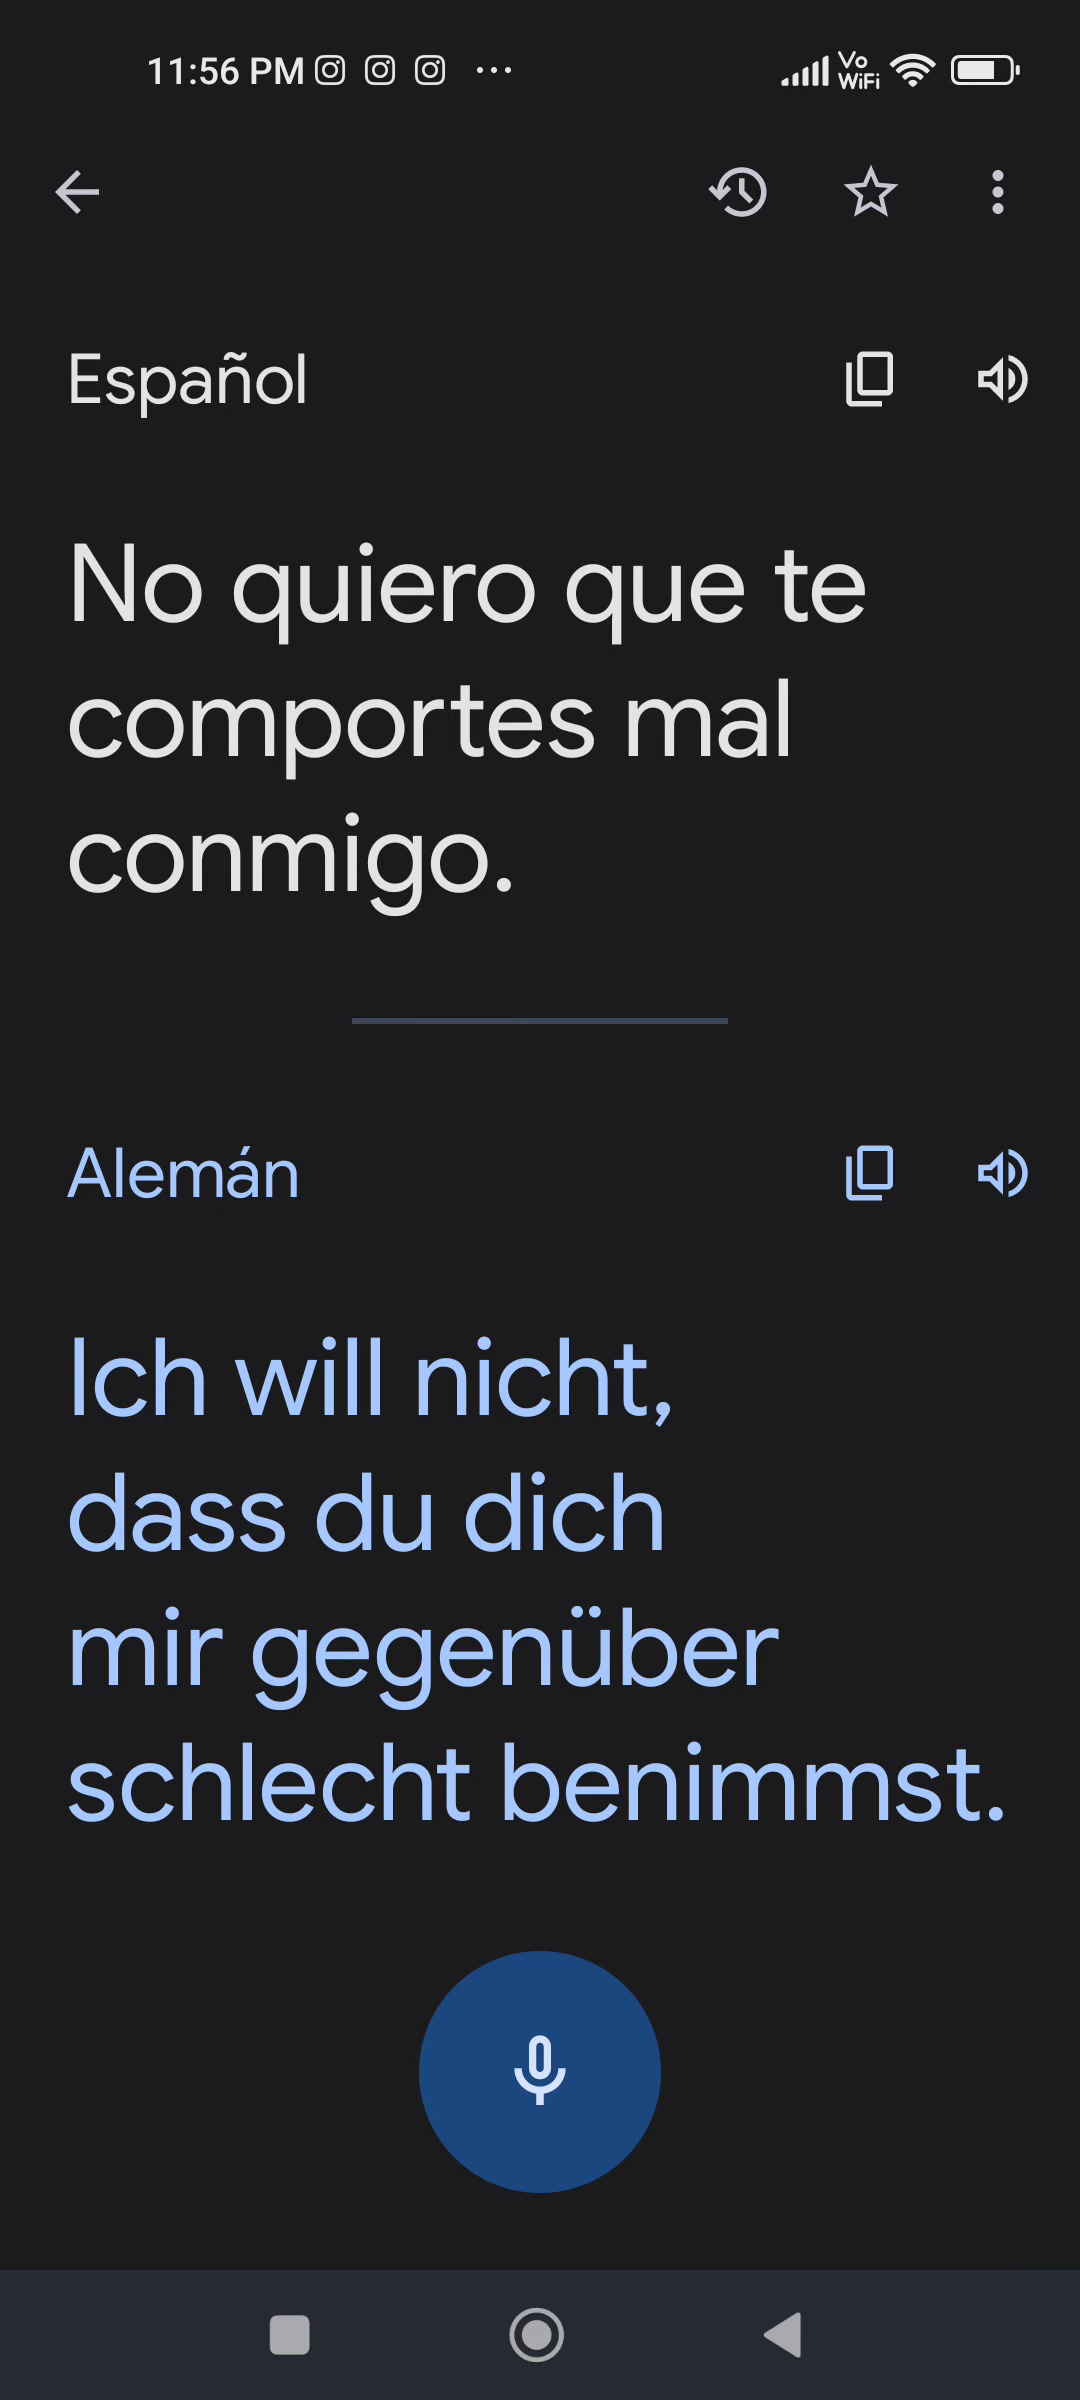 11:56 PM
Vo
WiFi
Español
No quiero que te
comportes mal
conmigo.
Alemán
Ich will nicht,
dass du dich
mir gegenüber
schlecht benimmst.